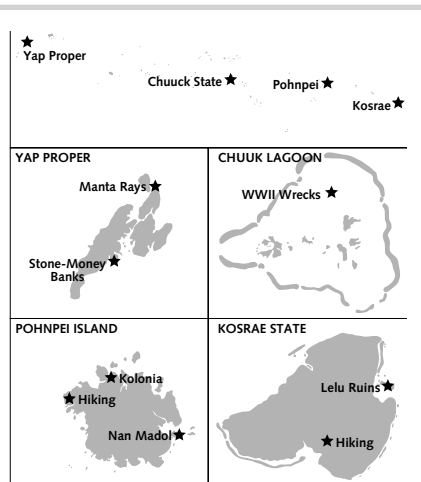 Yap Proper
Chuuck State
Pohnpei
Kosrae
YAP PROPER
Manta Rays
Stone-Money
Banks
CHUUK LAGOON
WWII Wrecks
POHNPEI ISLAND
Kolonia
Hiking
Nan Madol
KOSRAE STATE
Lelu Ruins
Hiking